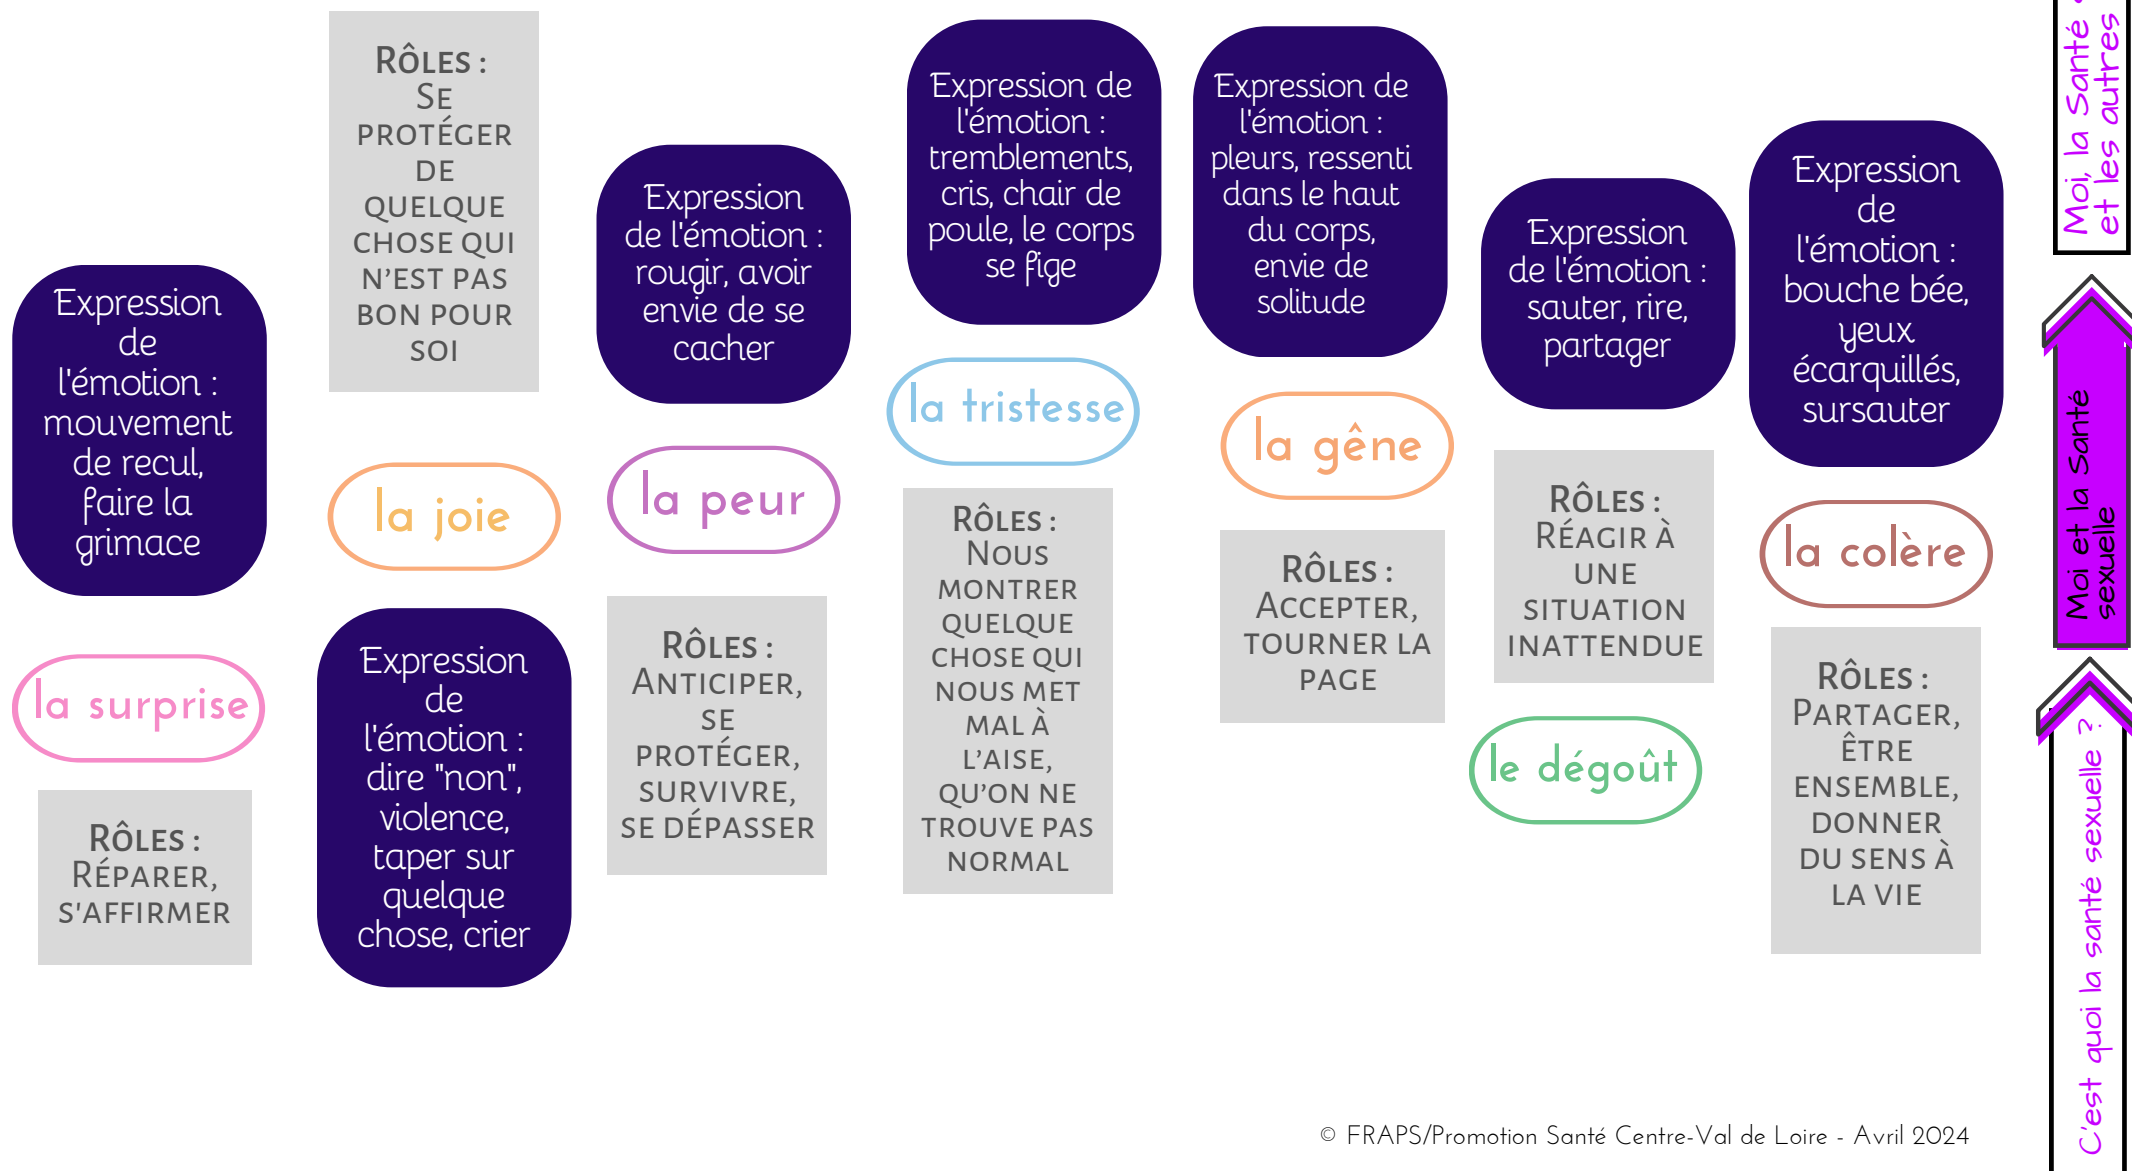 Expression
de
l'émotion :
mouvement
de recul,
faire la
grimace
la surprise
RÔLES :
RÉPARER,
S'AFFIRMER
RÔLES :
SE
PROTÉGER
DE
QUELQUE
CHOSE QUI
N'EST PAS
BON POUR
SOI
la joie
Expression
de
l'émotion :
dire "non",
violence,
taper sur
quelque
chose, crier
Expression
de l'émotion :
rougir, avoir
envie de se
cacher
la peur
RÔLES :
ANTICIPER,
SE
PROTÉGER,
SURVIVRE,
SE DÉPASSER
Expression de
l'émotion :
tremblements,
cris, chair de
poule, le corps
se fige
la tristesse
RÔLES :
NOUS
MONTRER
QUELQUE
CHOSE QUI
NOUS MET
MAL À
L'AISE,
QU'ON NE
TROUVE PAS
NORMAL
Expression de
l'émotion :
pleurs, ressenti
dans le haut
du corps,
envie de
solitude
la gêne
RÔLES :
ACCEPTER,
TOURNER LA
PAGE
Expression
de l'émotion :
sauter, rire,
partager
RÔLES :
RÉAGIR À
UNE
SITUATION
INATTENDUE
le dégoût
Expression
de
l'émotion :
bouche bée,
yeux
écarquillés,
sursauter
la colère
RÔLES :
PARTAGER,
ÊTRE
ENSEMBLE,
DONNER
DU SENS À
LA VIE
Moi, la Santé
et les autres
Moi et la Santé
sexuelle
C'est quoi la santé sexuelle ?
© FRAPS/Promotion Santé Centre-Val de Loire - Avril 2024